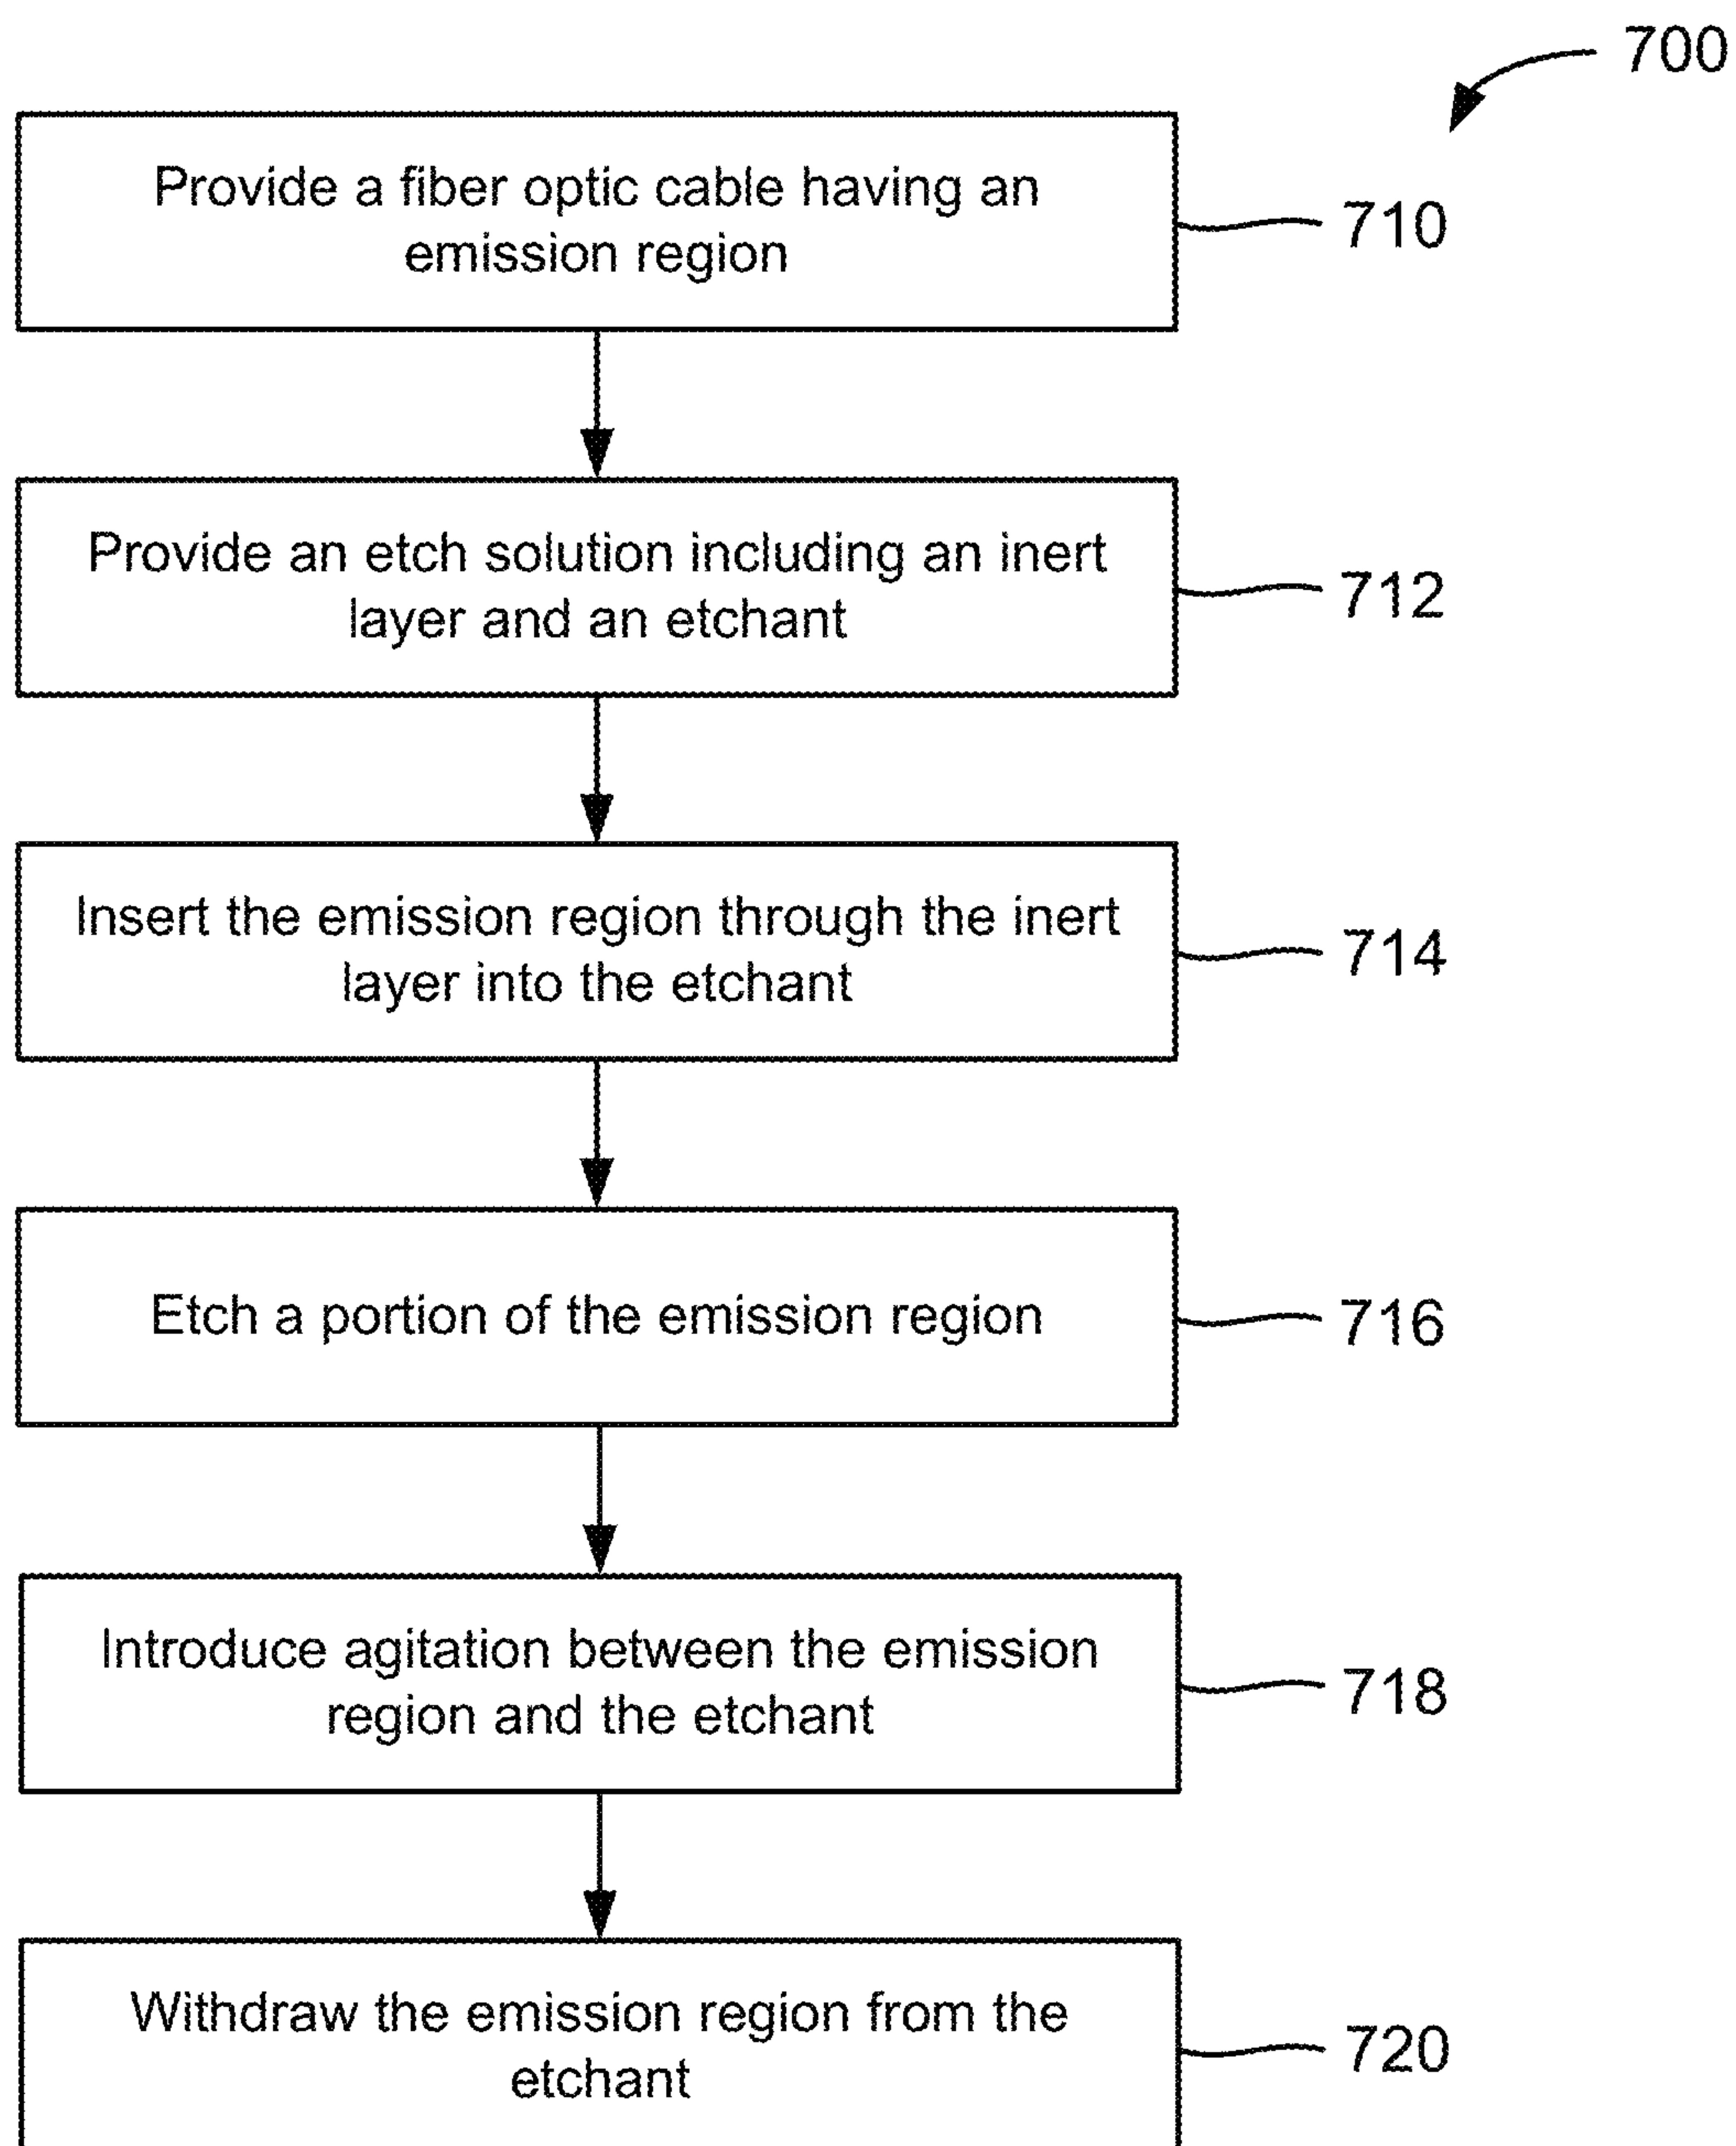 700
Provide a fiber optic cable having an
emission region
710
Provide an etch solution including an inert
layer and an etchant
712
Insert the emission region through the inert
layer into the etchant
714
Etch a portion of the emission region
716
Introduce agitation between the emission
region and the etchant
718
Withdraw the emission region from the
etchant
720